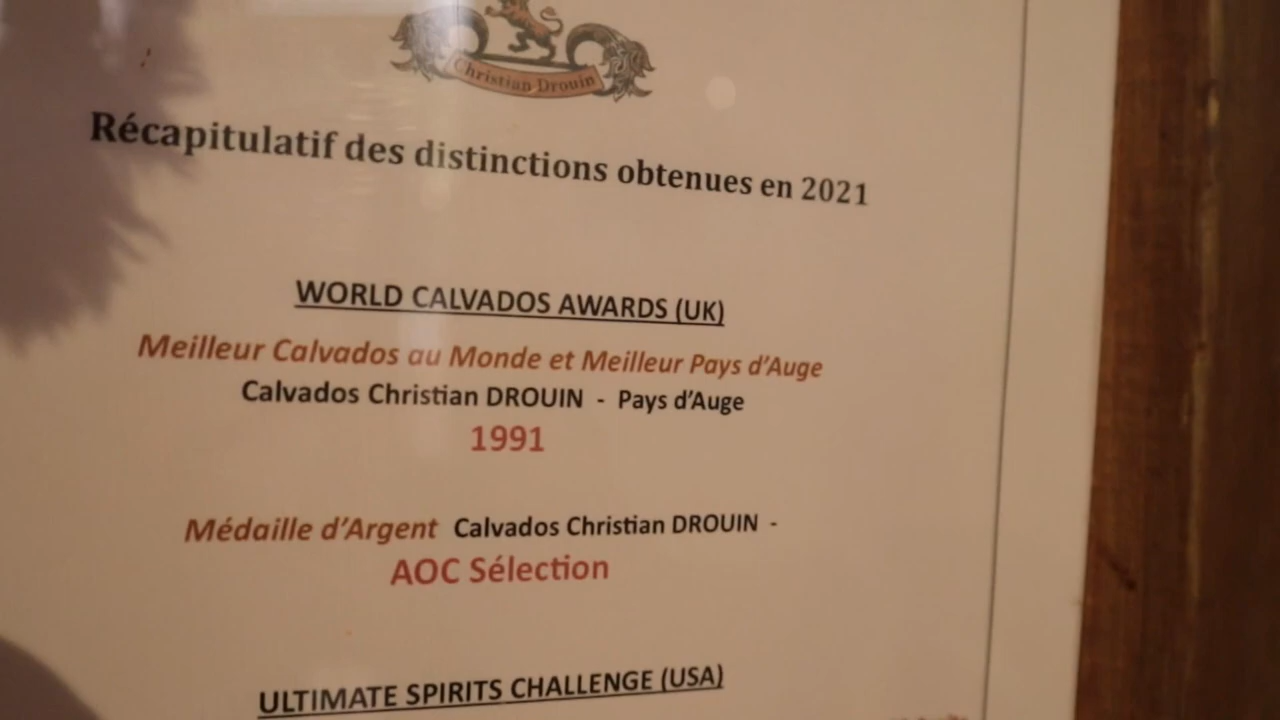 Christian Drouin
Récapitulatif des distinctions obtenues en 2021
WORLD CALVADOS AWARDS (UK)
Meilleur Calvados au Monde et Meilleur Pays d'Auge
Calvados Christian DROUIN - Pays d'Auge
1991
Médaille d'Argent Calvados Christian DROUIN -
AOC Sélection
ULTIMATE SPIRITS CHALLENGE (USA)